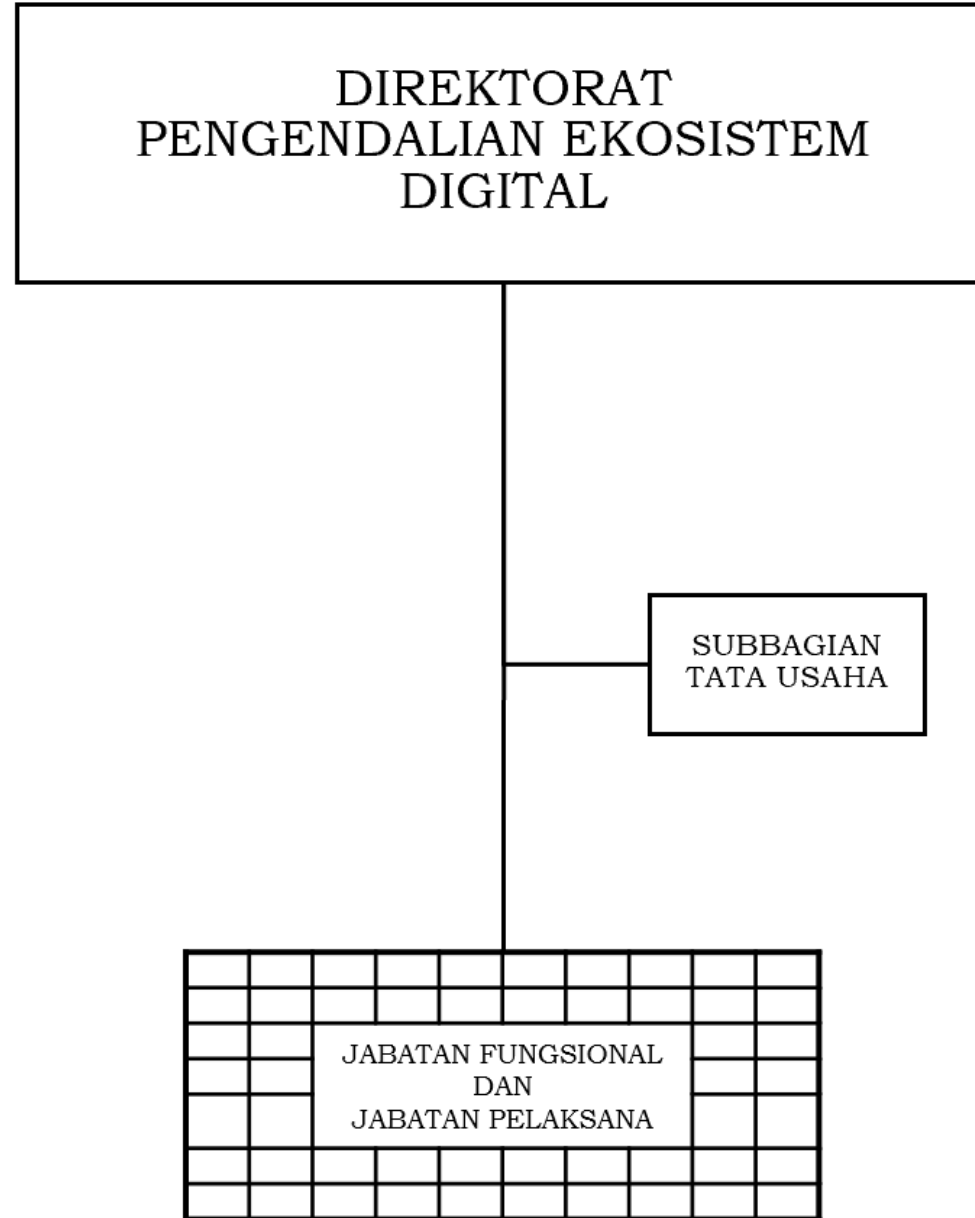 DIREKTORAT
PENGENDALIAN EKOSISTEM
DIGITAL
SUBBAGIAN
TATA USAHA
JABATAN FUNGSIONAL
DAN
JABATAN PELAKSANA